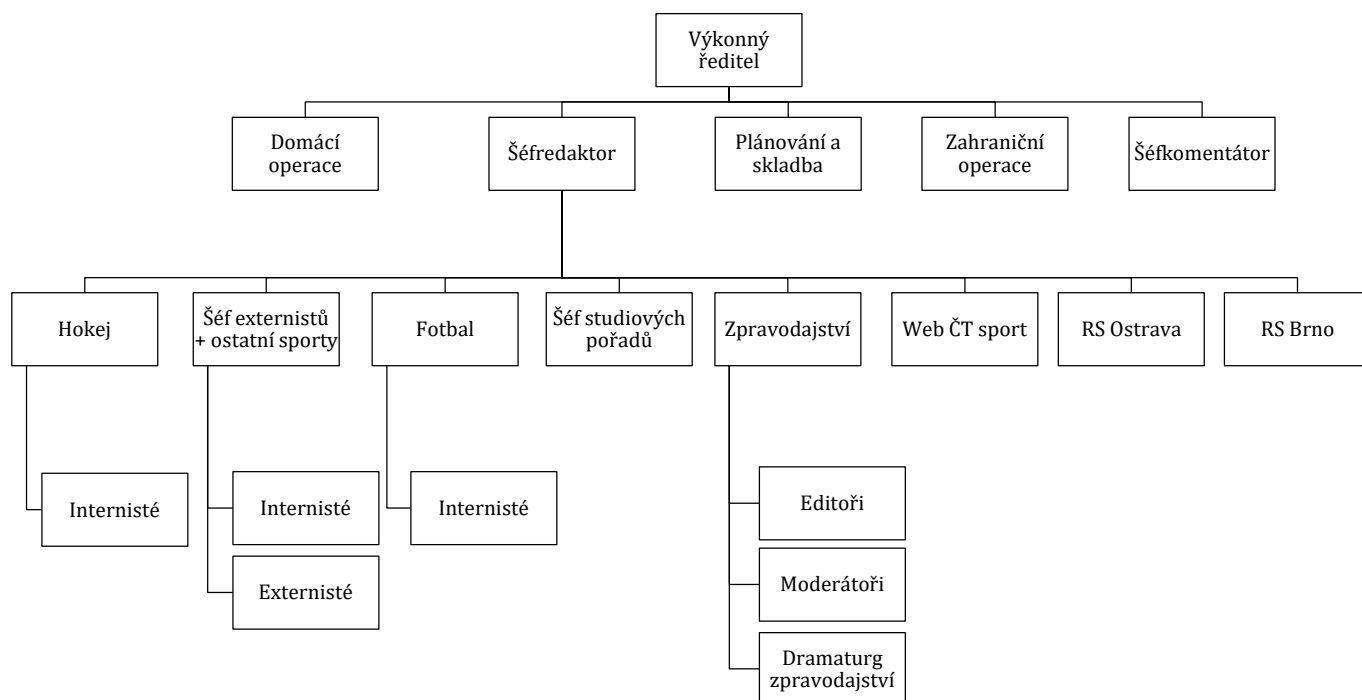 Výkonný
ředitel
Domácí
operace
Šéfredaktor
Plánování a
skladba
Zahraniční
operace
Šéfkomentátor
Hokej
Šéf externistů
+ ostatní sporty
Fotbal
Šéf studiových
pořadů
Zpravodajství
Web ČT sport
RS Ostrava
RS Brno
Internisté
Internisté
Internisté
Editoři
Externisté
Moderátoři
Dramaturg
zpravodajství